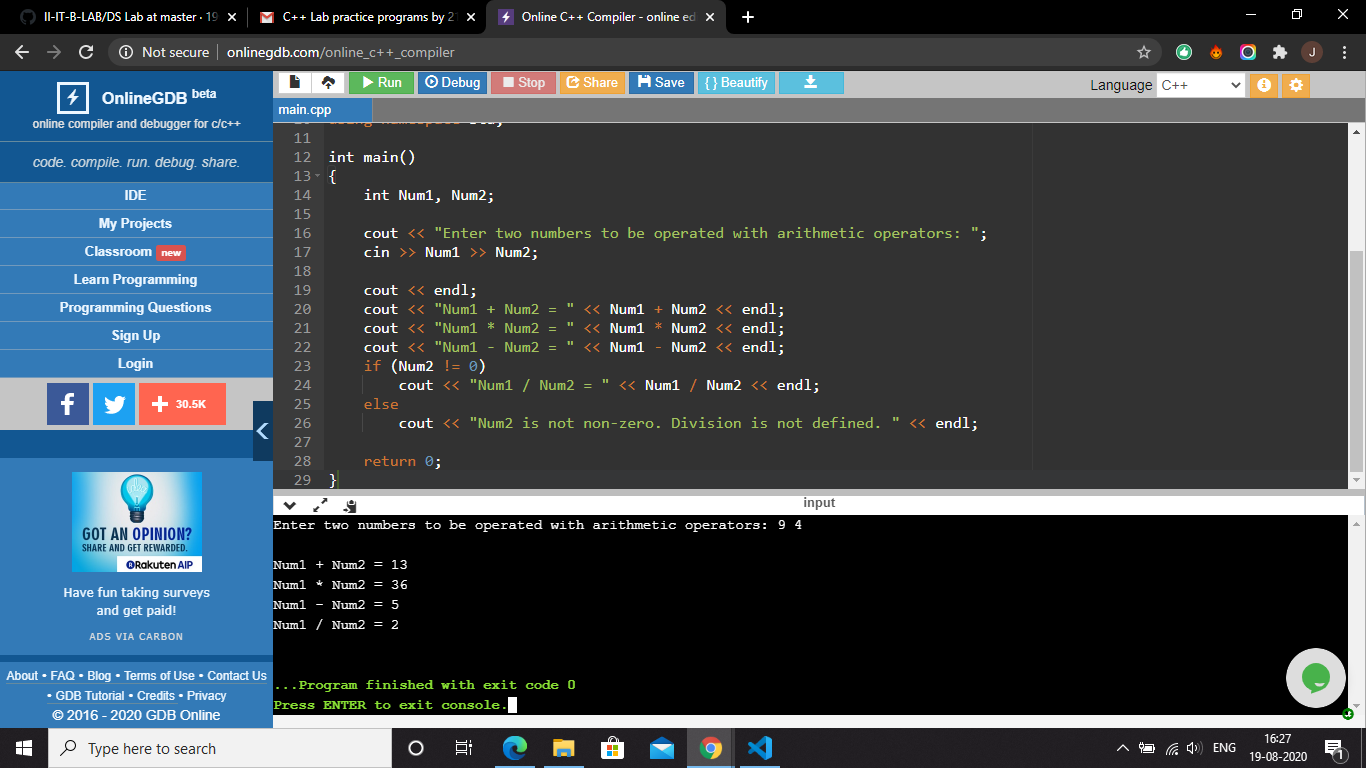 II-IT-B-LAB/DS Lab at master · 19
C++ Lab practice programs by 21
Online C++ Compiler - online ed
Not secure | onlinegdb.com/online_c++_compiler
J
OnlineGDB beta
online compiler and debugger for c/c++
code. compile. run. debug. share.
IDE
My Projects
Classroom new
Learn Programming
Programming Questions
Sign Up
Login
30.5K
GOT AN OPINION?
SHARE AND GET REWARDED.
Rakuten AIP
Have fun taking surveys
and get paid!
ADS VIA CARBON
About • FAQ • Blog • Terms of Use • Contact Us
• GDB Tutorial • Credits • Privacy
© 2016 - 2020 GDB Online
Run Debug Stop Share Save { } Beautify
Language C++
main.cpp
11
12 int main()
13 {
14 int Num1, Num2;
15
16 cout << "Enter two numbers to be operated with arithmetic operators: ";
17 cin >> Num1 >> Num2;
18
19 cout << endl;
20 cout << "Num1 + Num2 = " << Num1 + Num2 << endl;
21 cout << "Num1 * Num2 = " << Num1 * Num2 << endl;
22 cout << "Num1 - Num2 = " << Num1 - Num2 << endl;
23 if (Num2 != 0)
24 cout << "Num1 / Num2 = " << Num1 / Num2 << endl;
25 else
26 cout << "Num2 is not non-zero. Division is not defined. " << endl;
27
28 return 0;
29 }
input
Enter two numbers to be operated with arithmetic operators: 9 4
Num1 + Num2 = 13
Num1 * Num2 = 36
Num1 - Num2 = 5
Num1 / Num2 = 2
...Program finished with exit code 0
Press ENTER to exit console.
Type here to search
ENG
16:27
19-08-2020
1